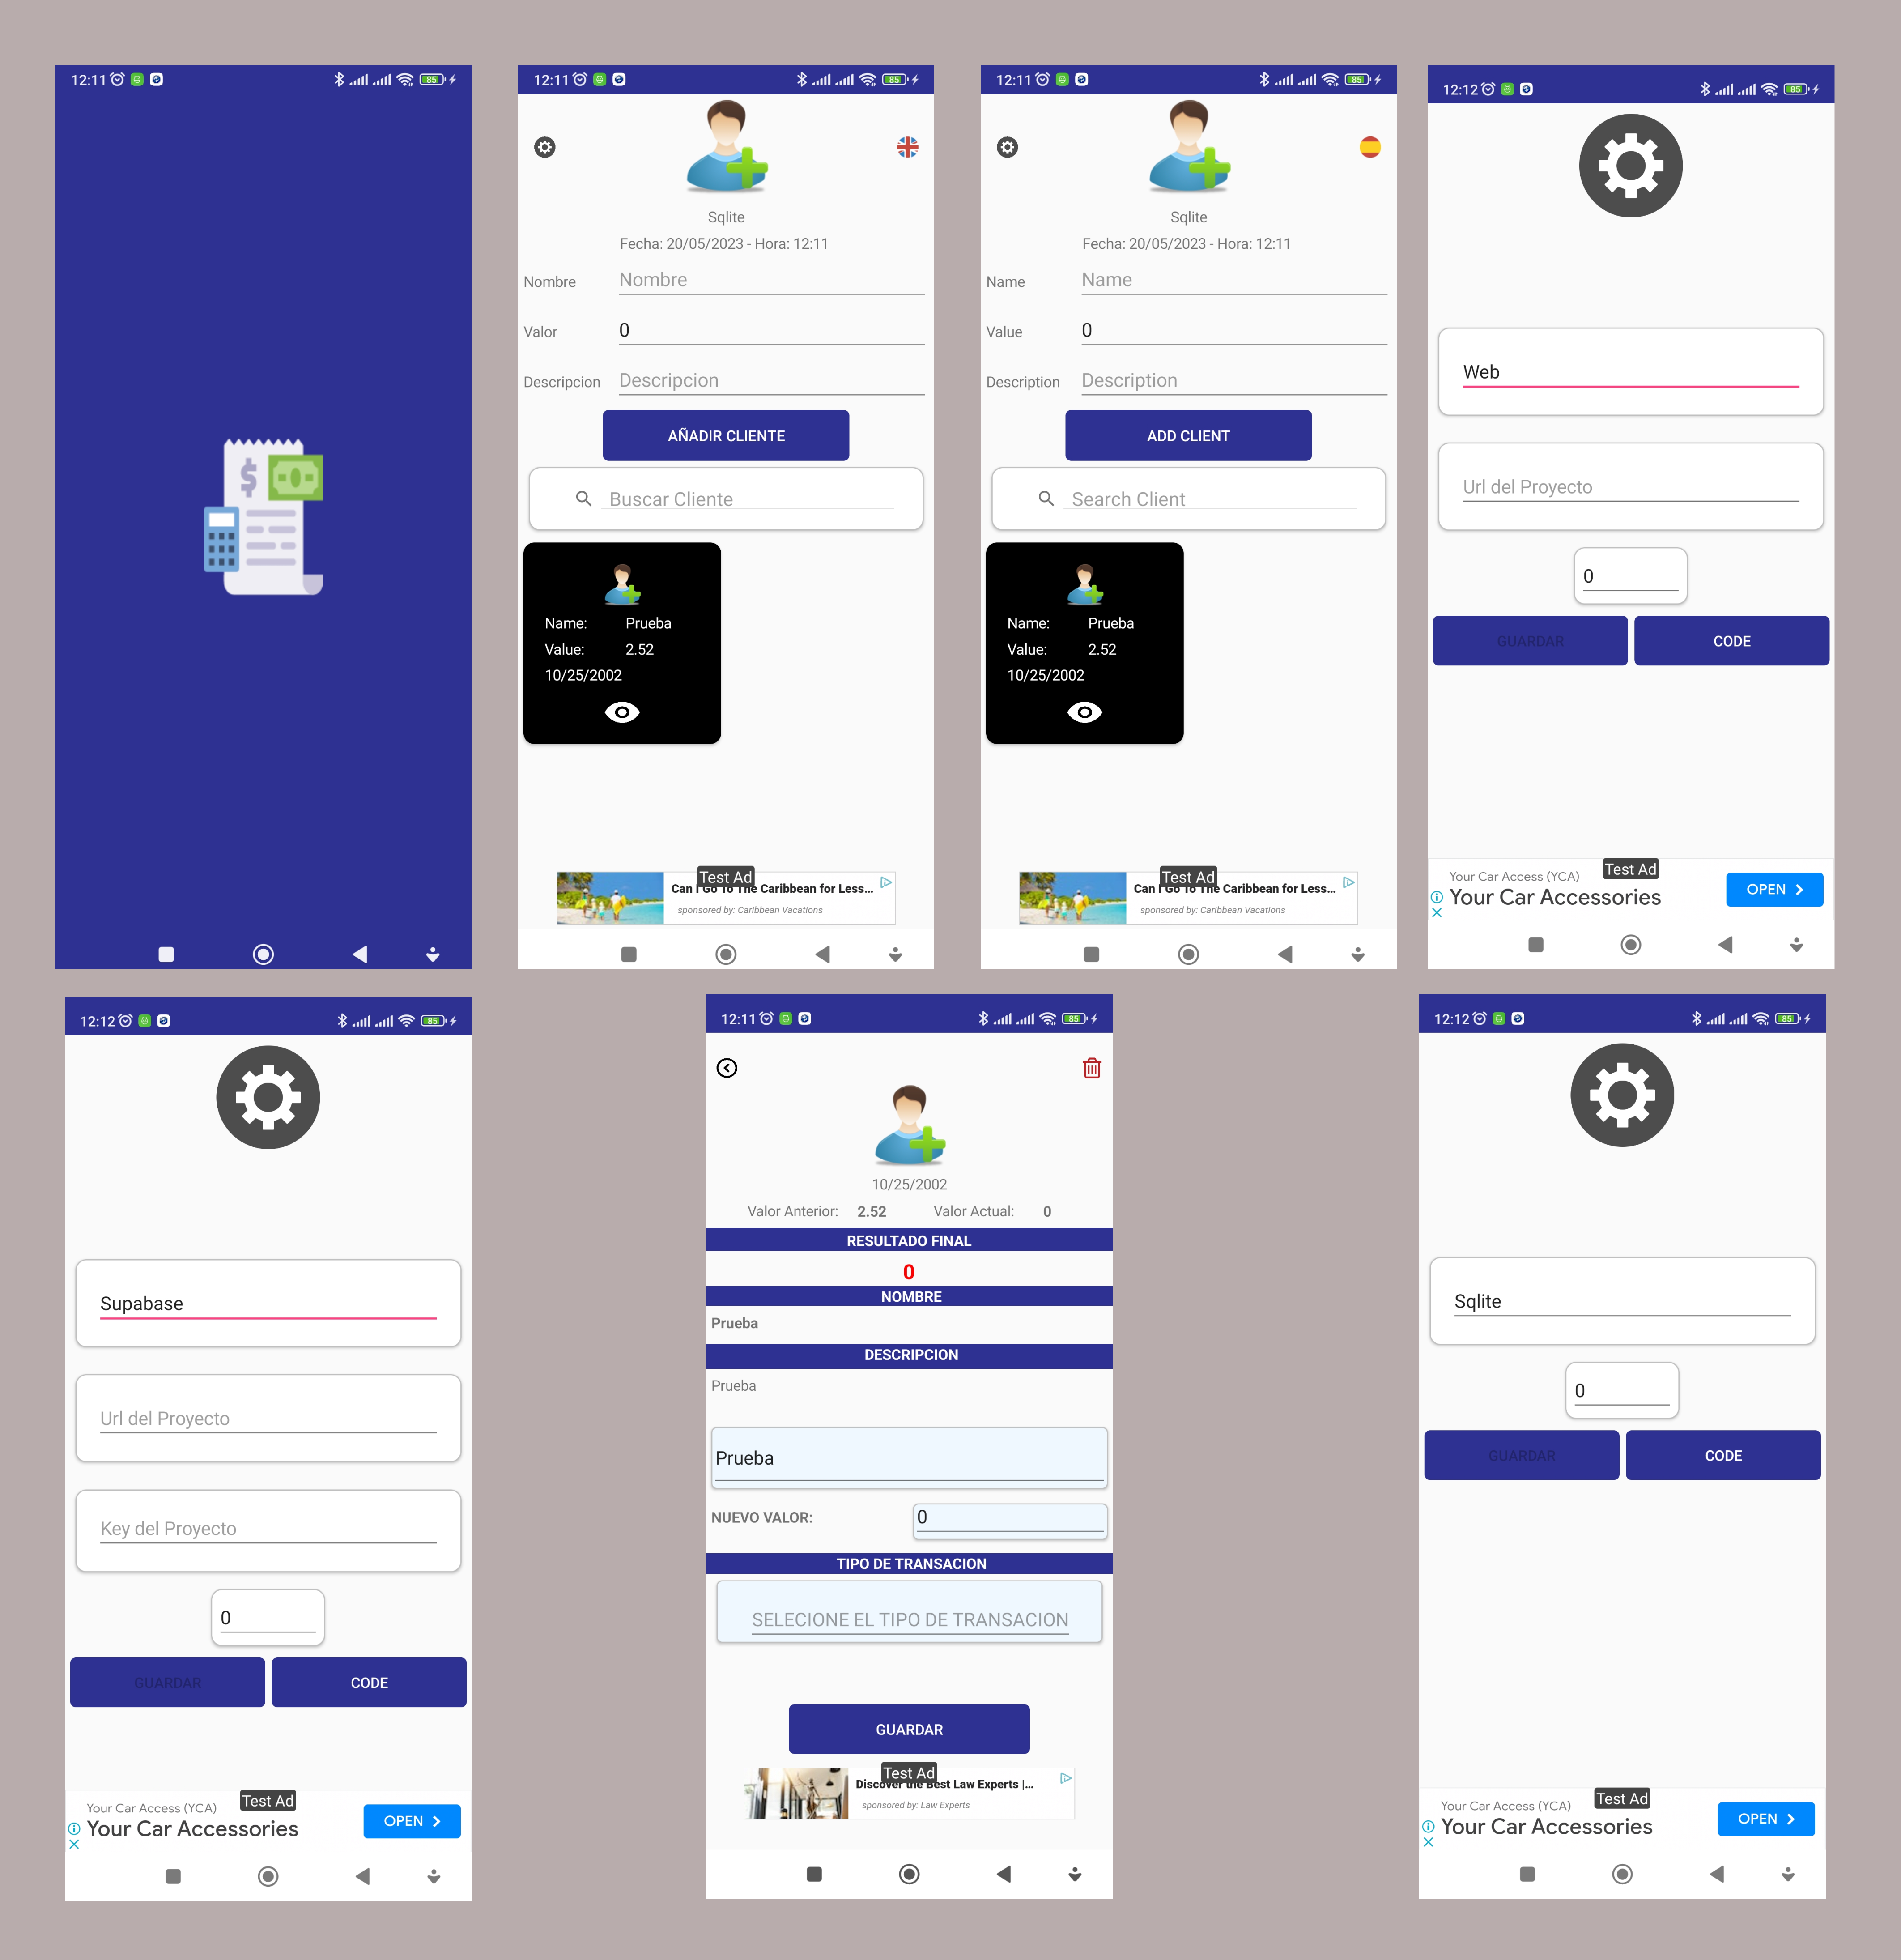 12:11
85
$
12:11
85
Sqlite
Fecha: 20/05/2023 - Hora: 12:11
Nombre Nombre
Valor 0
Descripcion Descripcion
AÑADIR CLIENTE
Buscar Cliente
Name: Prueba
Value: 2.52
10/25/2002
Test Ad
Can I Go To The Caribbean for Less...
sponsored by: Caribbean Vacations
12:11
85
Sqlite
Fecha: 20/05/2023 - Hora: 12:11
Name Name
Value 0
Description Description
ADD CLIENT
Search Client
Name: Prueba
Value: 2.52
10/25/2002
Test Ad
Can I Go To The Caribbean for Less...
sponsored by: Caribbean Vacations
12:12
85
Web
Url del Proyecto
0
GUARDAR CODE
Test Ad
Your Car Access (YCA)
Your Car Accessories
OPEN
12:12
85
Supabase
Url del Proyecto
Key del Proyecto
0
GUARDAR CODE
Test Ad
Your Car Access (YCA)
Your Car Accessories
OPEN
12:11
85
10/25/2002
Valor Anterior: 2.52 Valor Actual: 0
RESULTADO FINAL
0
NOMBRE
Prueba
DESCRIPCION
Prueba
Prueba
NUEVO VALOR: 0
TIPO DE TRANSACION
SELECIONE EL TIPO DE TRANSACION
GUARDAR
Test Ad
Discover the Best Law Experts |...
sponsored by: Law Experts
12:12
85
Sqlite
0
GUARDAR CODE
Test Ad
Your Car Access (YCA)
Your Car Accessories
OPEN